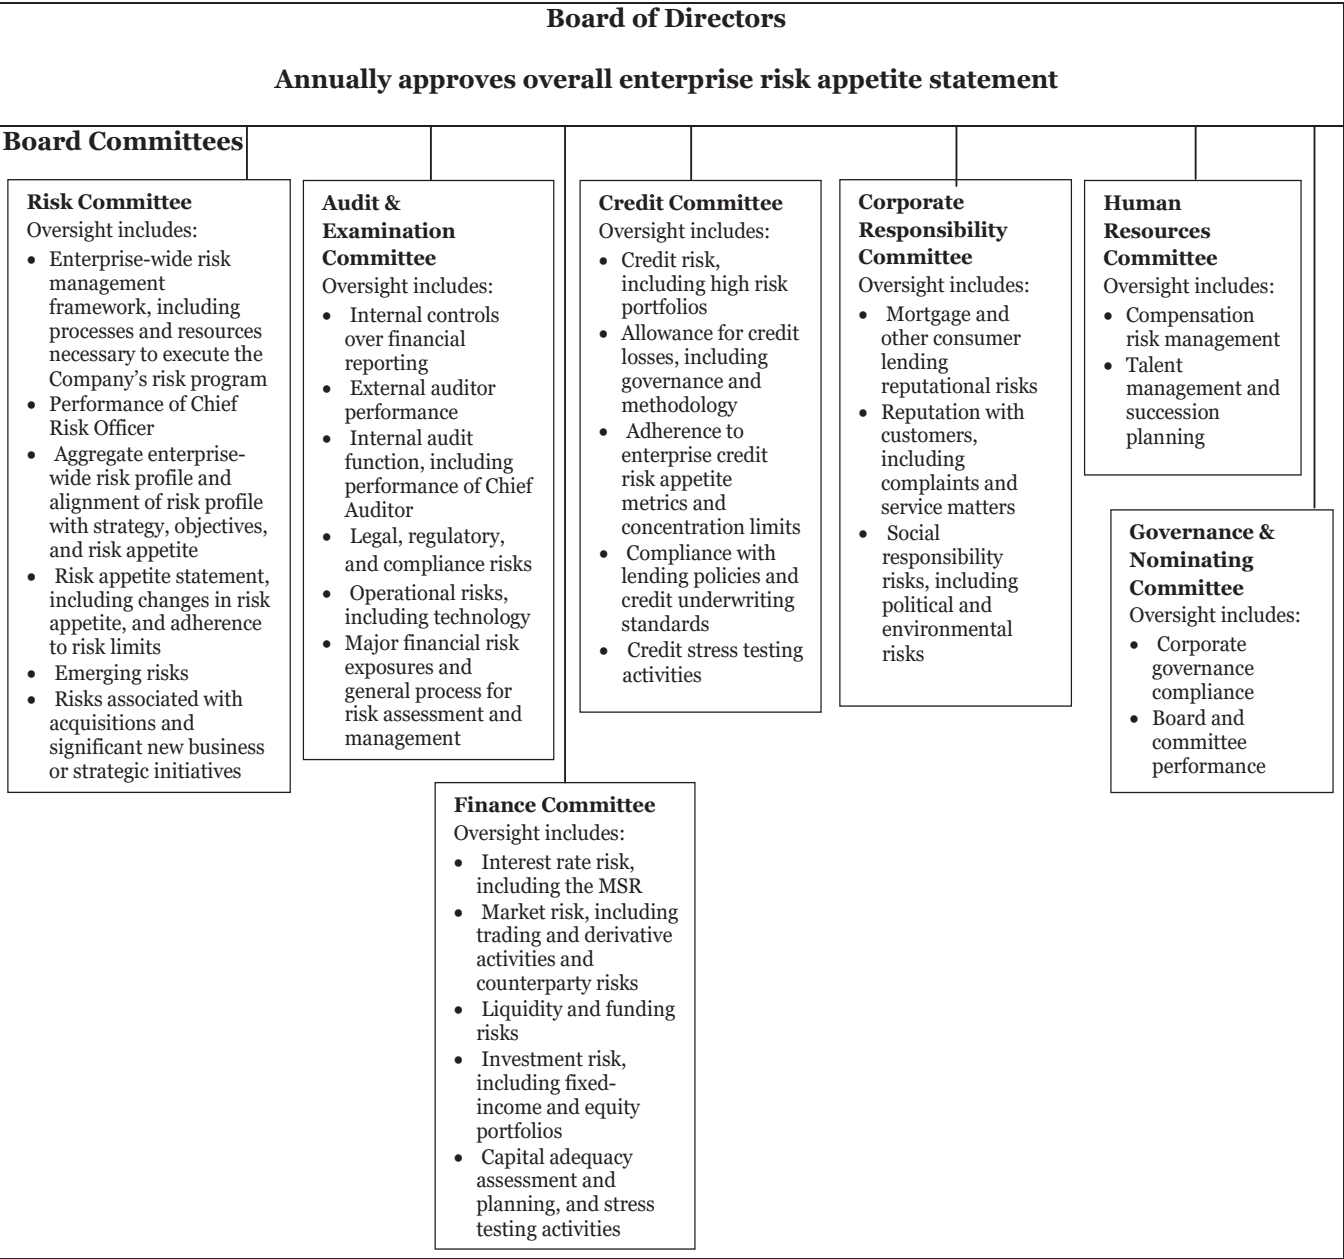 Board of Directors
Annually approves overall enterprise risk appetite statement
Board Committees
Risk Committee
Oversight includes:
• Enterprise-wide risk
management
framework, including
processes and resources
necessary to execute the
Company’s risk program
• Performance of Chief
Risk Officer
• Aggregate enterprise-
wide risk profile and
alignment of risk profile
with strategy, objectives,
and risk appetite
• Risk appetite statement,
including changes in risk
appetite, and adherence
to risk limits
• Emerging risks
• Risks associated with
acquisitions and
significant new business
or strategic initiatives
Audit &
Examination
Committee
Oversight includes:
• Internal controls
over financial
reporting
• External auditor
performance
• Internal audit
function, including
performance of Chief
Auditor
• Legal, regulatory,
and compliance risks
• Operational risks,
including technology
• Major financial risk
exposures and
general process for
risk assessment and
management
Finance Committee
Oversight includes:
• Interest rate risk,
including the MSR
• Market risk, including
trading and derivative
activities and
counterparty risks
• Liquidity and funding
risks
• Investment risk,
including fixed-
income and equity
portfolios
• Capital adequacy
assessment and
planning, and stress
testing activities
Credit Committee
Oversight includes:
• Credit risk,
including high risk
portfolios
• Allowance for credit
losses, including
governance and
methodology
• Adherence to
enterprise credit
risk appetite
metrics and
concentration limits
• Compliance with
lending policies and
credit underwriting
standards
• Credit stress testing
activities
Corporate
Responsibility
Committee
Oversight includes:
• Mortgage and
other consumer
lending
reputational risks
• Reputation with
customers,
including
complaints and
service matters
• Social
responsibility
risks, including
political and
environmental
risks
Human
Resources
Committee
Oversight includes:
• Compensation
risk management
• Talent
management and
succession
planning
Governance &
Nominating
Committee
Oversight includes:
• Corporate
governance
compliance
• Board and
committee
performance